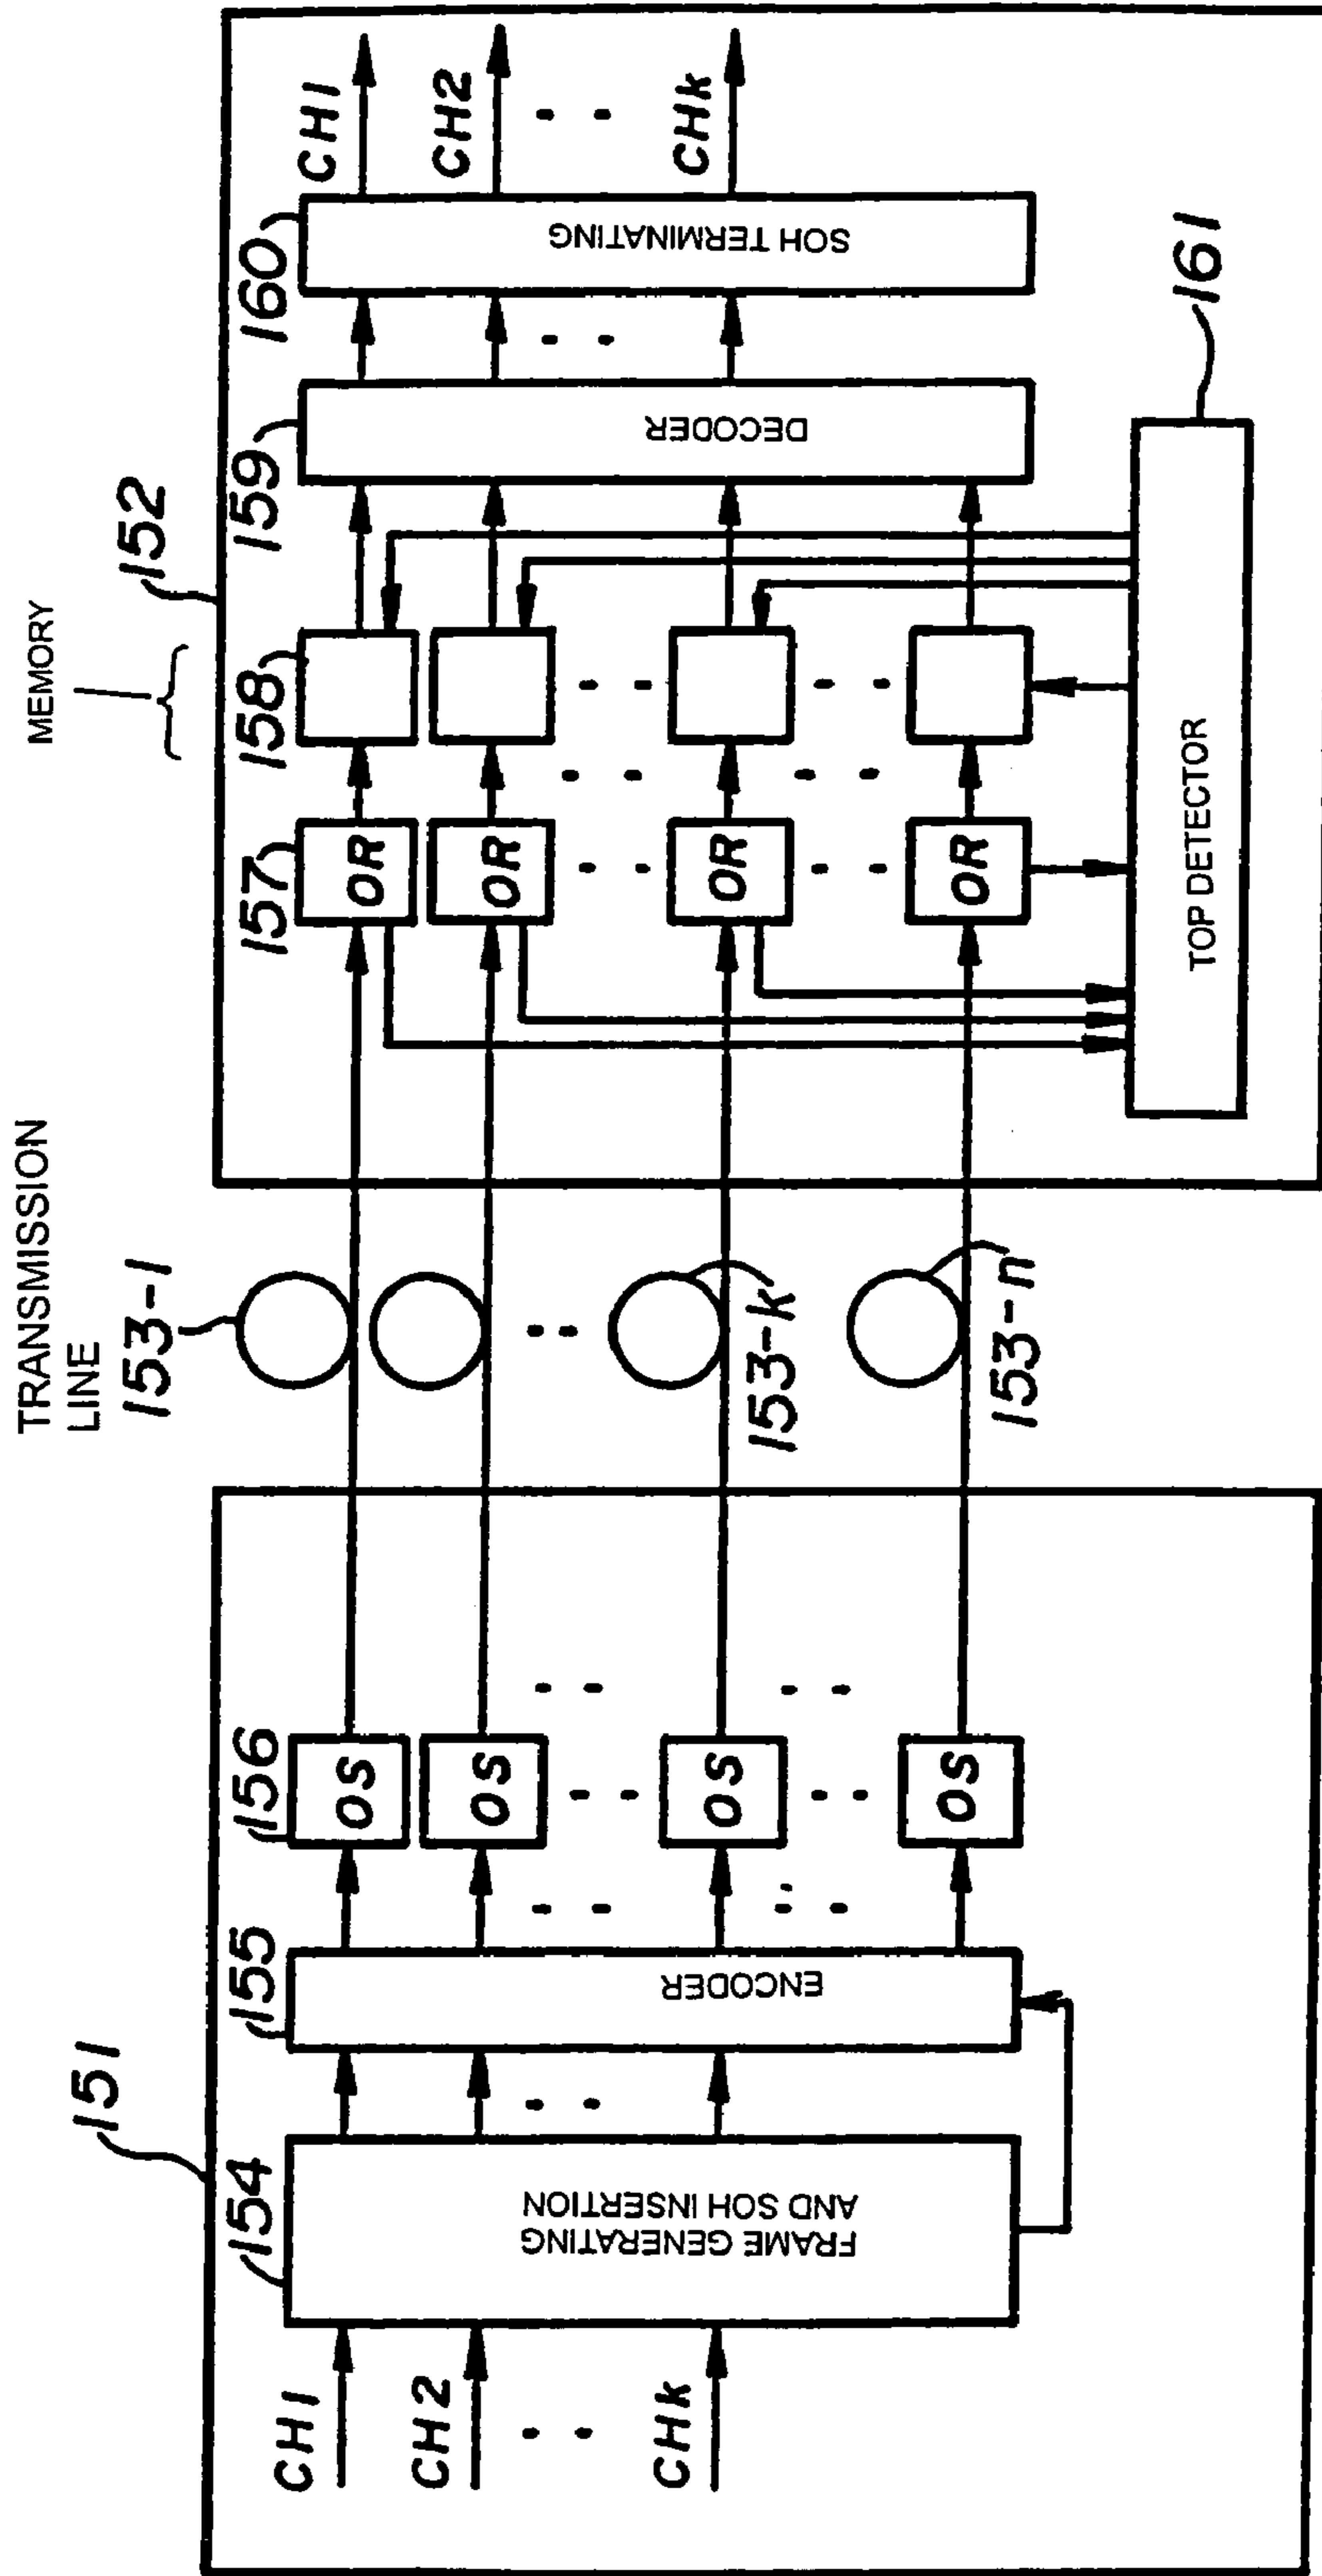 TRANSMISSION
LINE
153-1
MEMORY
151
152
154
155
156
157
158
159
160
CH1
CH2
CHk
FRAME GENERATING
AND SOH INSERTION
ENCODER
OS
OS
OS
OS
153-k
153-n
OR
OR
OR
OR
DECODER
SOH TERMINATING
CH1
CH2
CHk
TOP DETECTOR
161